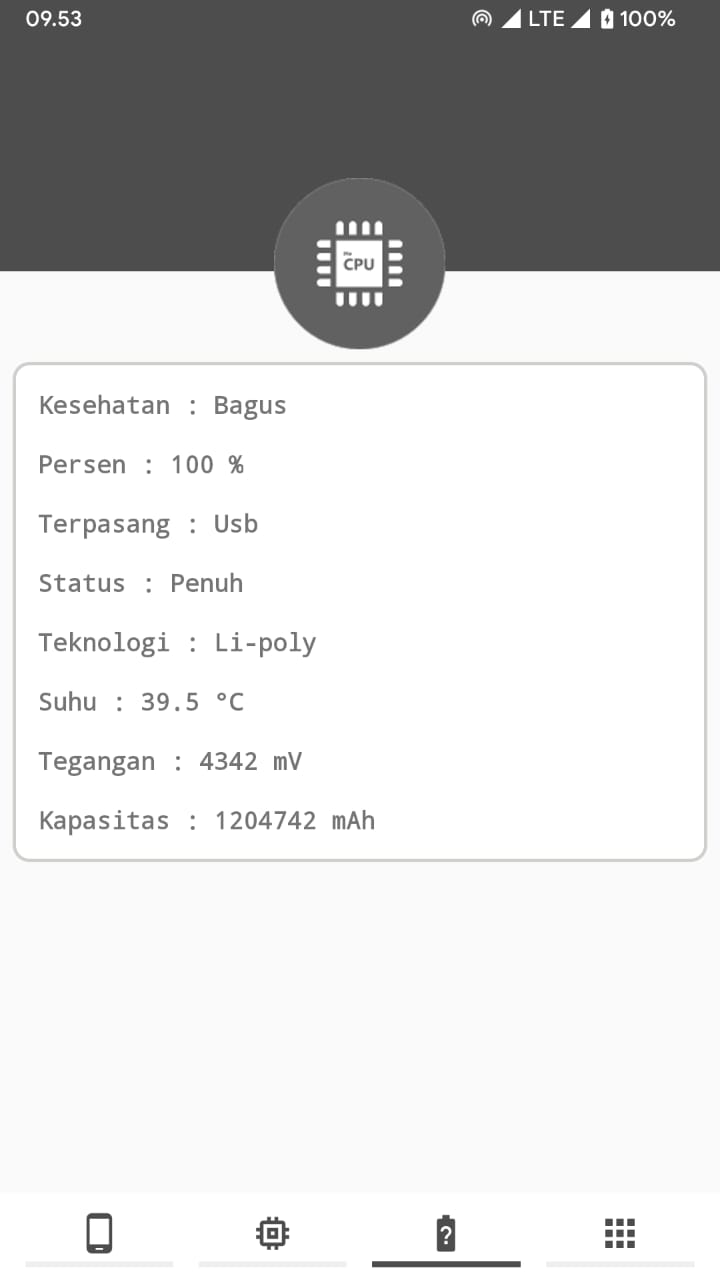 09.53 LTE 100%
CPU
Kesehatan : Bagus
Persen : 100 %
Terpasang : Usb
Status : Penuh
Teknologi : Li-poly
Suhu : 39.5 °C
Tegangan : 4342 mV
Kapasitas : 1204742 mAh
?